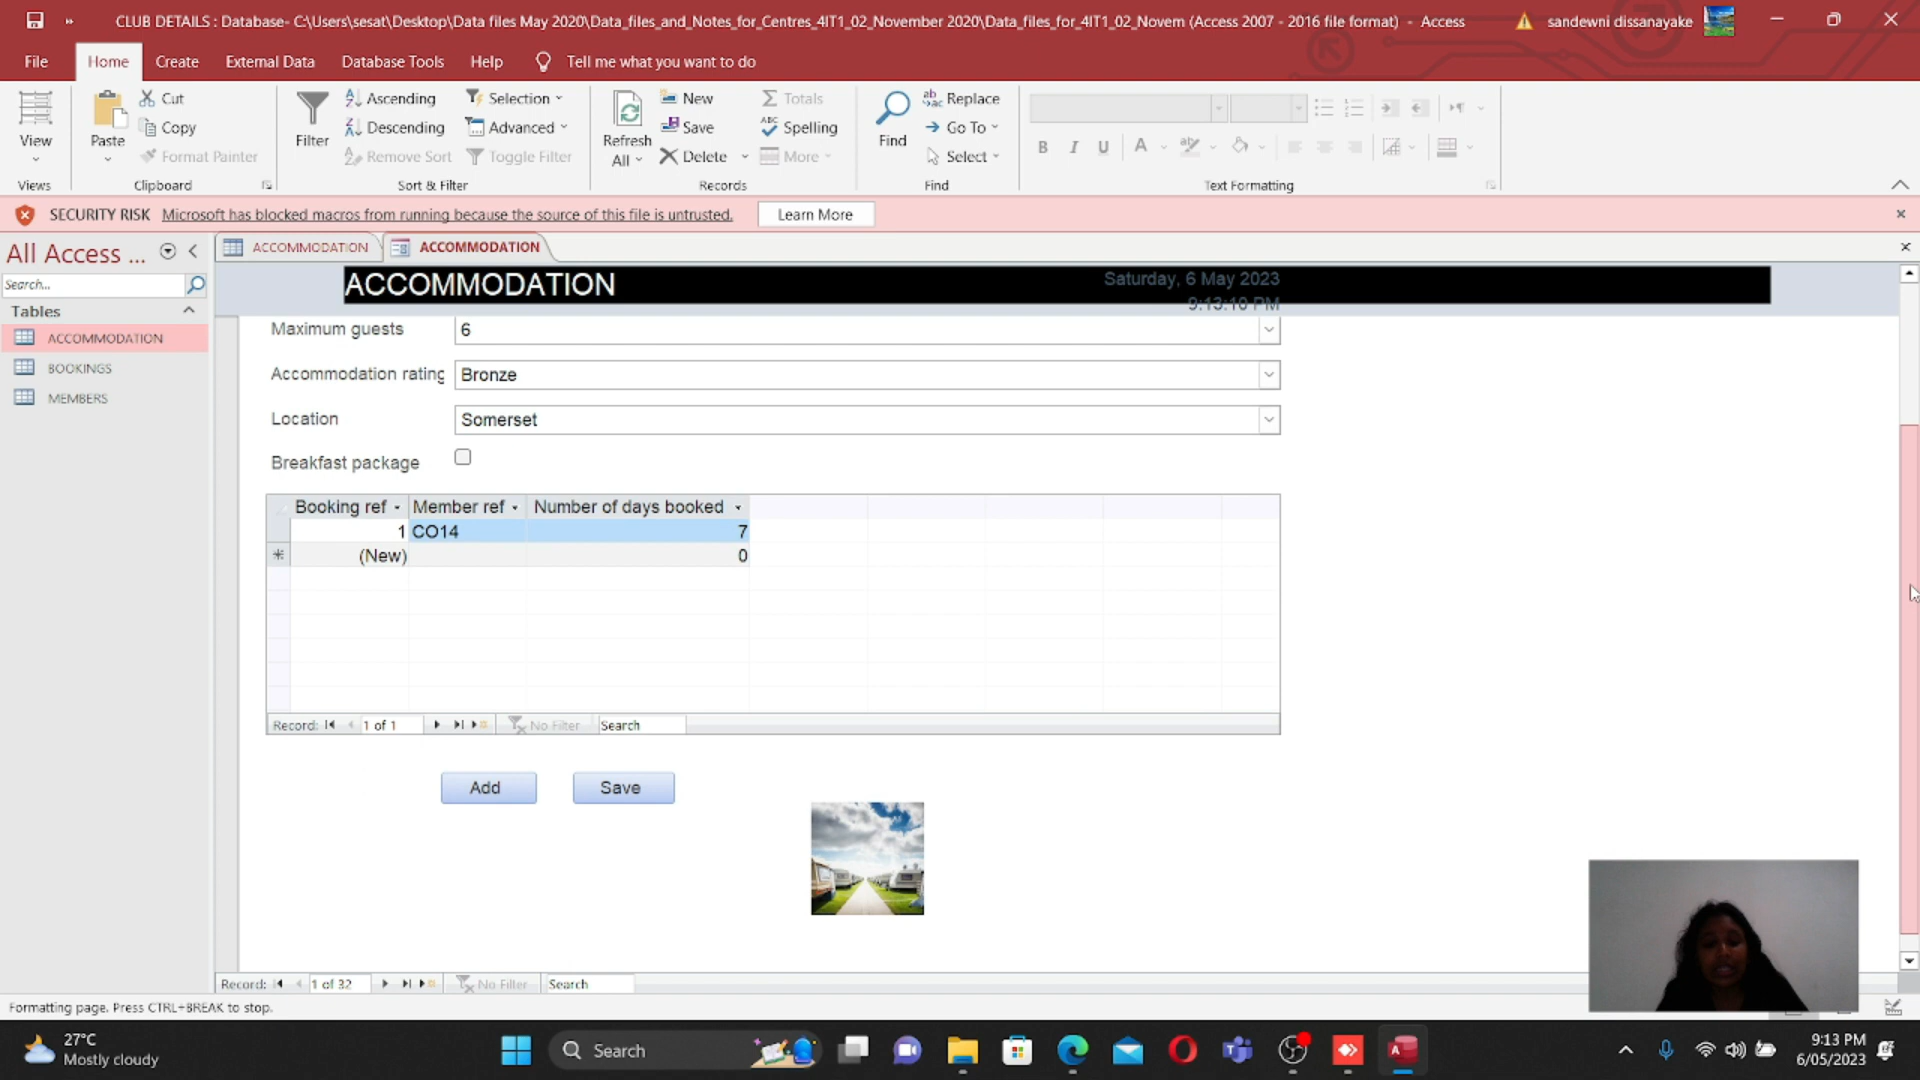 CLUB DETAILS : Database- C:\Users\sesat\Desktop\Data files May 2020\Data_files_and_Notes_for_Centres_4IT1_02_November 2020\Data_files_for_4IT1_02_Novem (Access 2007 - 2016 file format) - Access
sandewni dissanayake
File
Home
Create
External Data
Database Tools
Help
Tell me what you want to do
View
Paste
Cut
Copy
Format Painter
Filter
Ascending
Descending
Remove Sort
Selection
Advanced
Toggle Filter
Refresh All
New
Save
Delete
Totals
Spelling
More
Find
Replace
Go To
Select
Views
Clipboard
Sort & Filter
Records
Find
Text Formatting
SECURITY RISK Microsoft has blocked macros from running because the source of this file is untrusted. Learn More
All Access ...
Search...
Tables
ACCOMMODATION
BOOKINGS
MEMBERS
ACCOMMODATION
ACCOMMODATION
ACCOMMODATION
Saturday, 6 May 2023
9:13:10 PM
Maximum guests 6
Accommodation rating Bronze
Location Somerset
Breakfast package
Booking ref Member ref Number of days booked
1 CO14 7
(New) 0
Record: 1 of 1 No Filter Search
Add
Save
Record: 1 of 32 No Filter Search
Formatting page. Press CTRL+BREAK to stop.
27°C
Mostly cloudy
Search
9:13 PM
6/05/2023